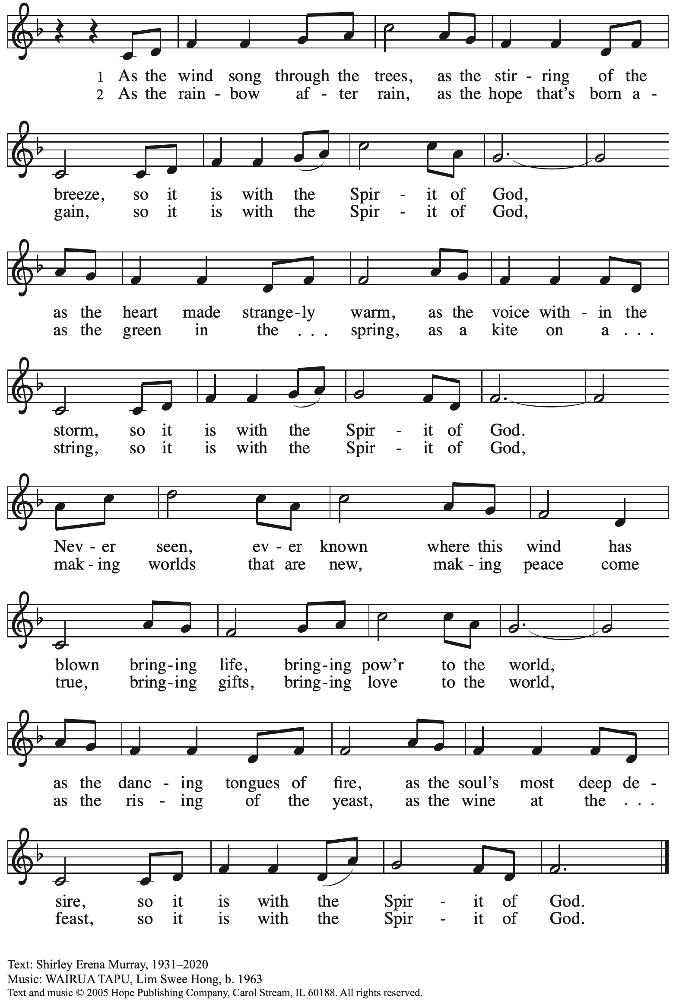 1 As the wind song through the trees, as the stir - ring of the
2 As the rain - bow af - ter rain, as the hope that's born a -
breeze, so it is with the Spir - it of God,
gain, so it is with the Spir - it of God,
as the heart made strange - ly warm, as the voice with - in the
as the green in the . . . spring, as a kite on a . . .
storm, so it is with the Spir - it of God.
string, so it is with the Spir - it of God,
Nev - er seen, ev - er known where this wind has
mak - ing worlds that are new, mak - ing peace come
blown bring - ing life, bring - ing pow'r to the world,
true, bring - ing gifts, bring - ing love to the world,
as the danc - ing tongues of fire, as the soul's most deep de -
as the ris - ing of the yeast, as the wine at the . . .
sire, so it is with the Spir - it of God.
feast, so it is with the Spir - it of God.
Text: Shirley Erena Murray, 1931–2020
Music: WAIRUA TAPU, Lim Swee Hong, b. 1963
Text and music © 2005 Hope Publishing Company, Carol Stream, IL 60188. All rights reserved.